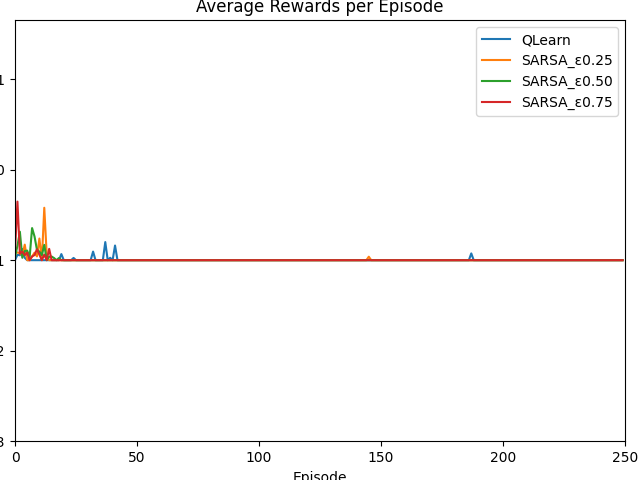 Average Rewards per Episode
QLearn
SARSA_ε0.25
SARSA_ε0.50
SARSA_ε0.75
1
0
1
2
3
0 50 100 150 200 250
Episode